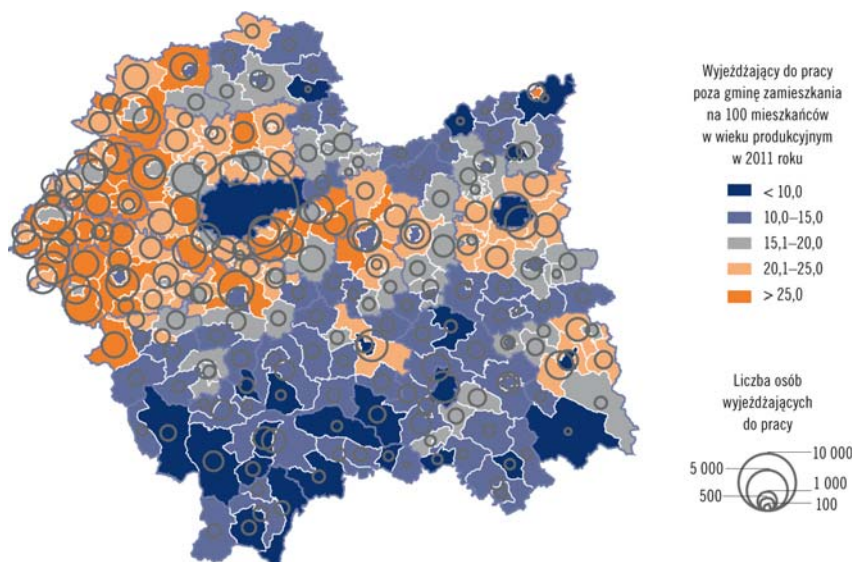 Wyjeżdżający do pracy
poza gminę zamieszkania
na 100 mieszkańców
w wieku produkcyjnym
w 2011 roku
< 10,0
10,0–15,0
15,1–20,0
20,1–25,0
> 25,0
Liczba osób
wyjeżdżających
do pracy
10 000
5 000
1 000
500
100